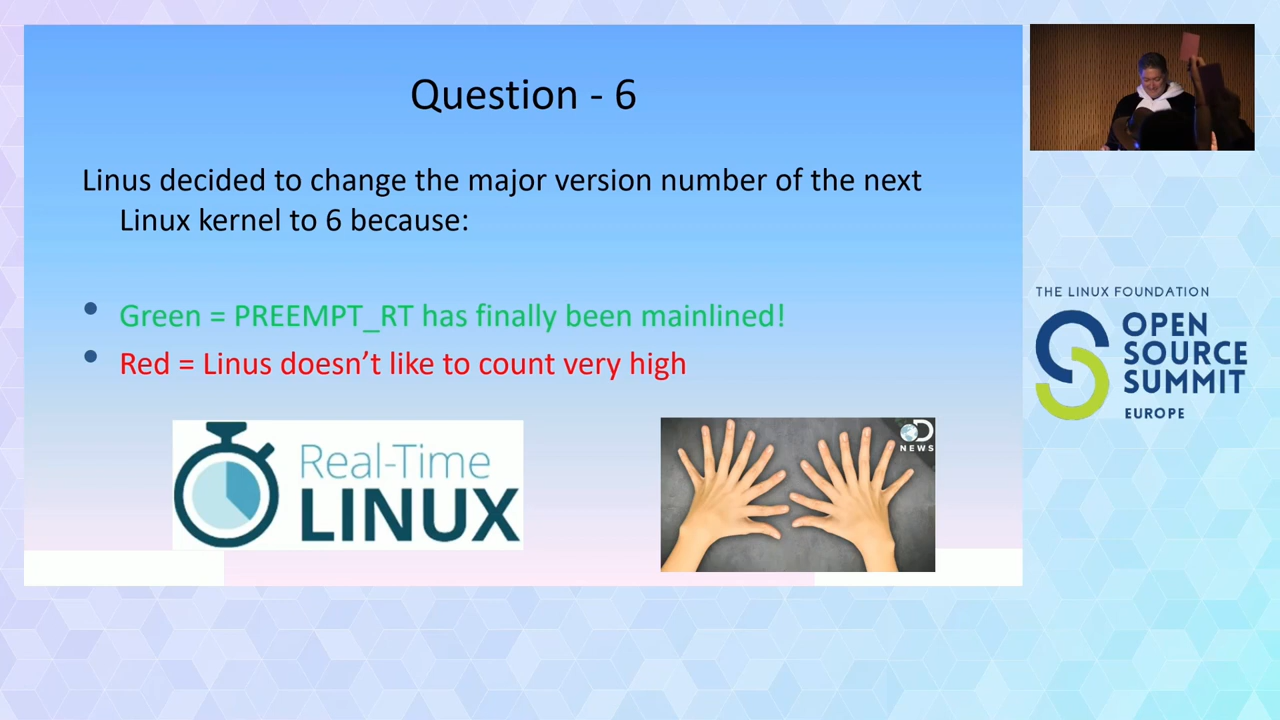 Question - 6
Linus decided to change the major version number of the next
Linux kernel to 6 because:
• Green = PREEMPT_RT has finally been mainlined!
• Red = Linus doesn't like to count very high
Real-Time
LINUX
D
NEWS
THE LINUX FOUNDATION
OPEN
SOURCE
SUMMIT
EUROPE